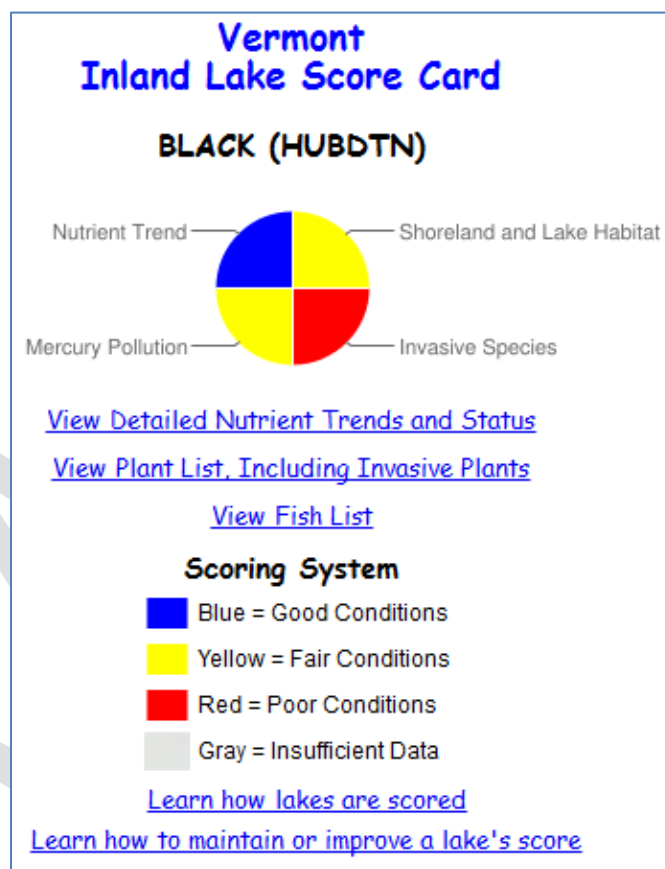 Vermont
Inland Lake Score Card
BLACK (HUBDTN)
Nutrient Trend
Shoreland and Lake Habitat
Mercury Pollution
Invasive Species
View Detailed Nutrient Trends and Status
View Plant List, Including Invasive Plants
View Fish List
Scoring System
Blue = Good Conditions
Yellow = Fair Conditions
Red = Poor Conditions
Gray = Insufficient Data
Learn how lakes are scored
Learn how to maintain or improve a lake's score